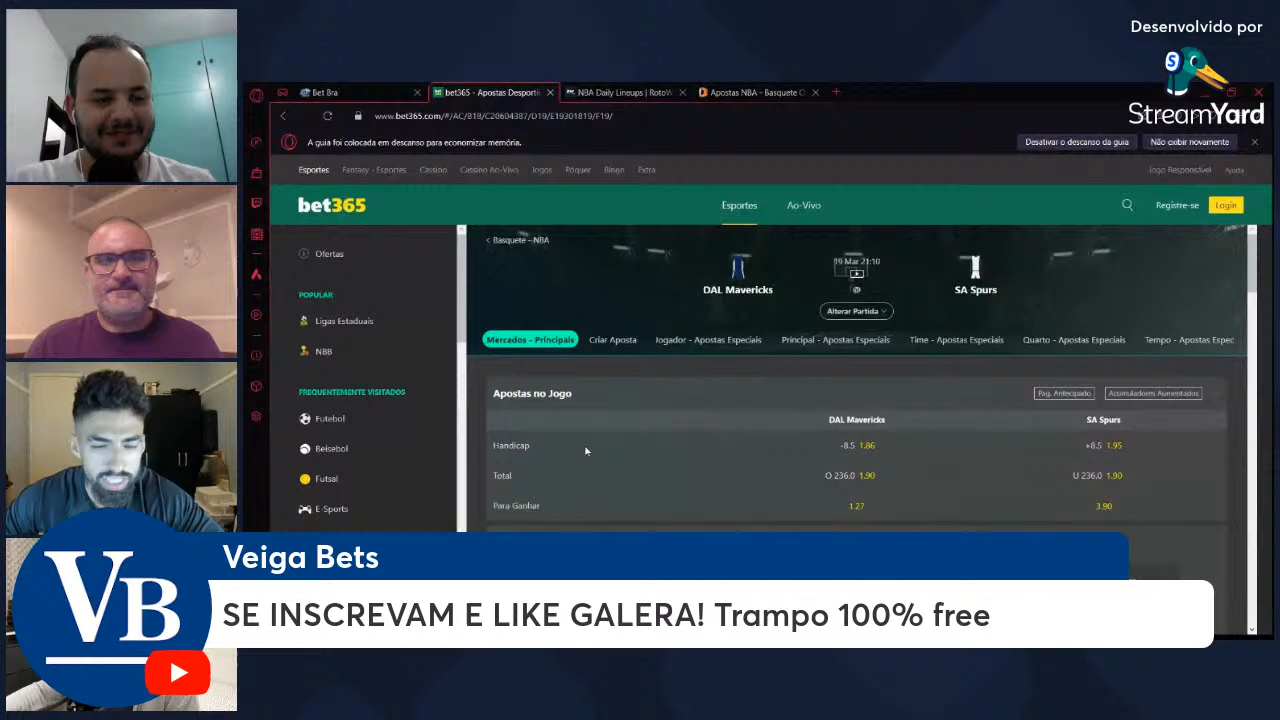 Desenvolvido por
StreamYard
Bet Bra
bet365 - Apostas Desporti
NBA Daily Lineups | RotoW
Apostas NBA - Basquete
www.bet365.com/#/AC/B18/C20604387/D19/E19301819/F19/
A guia foi colocada em descanso para economizar memória.
Desativar o descanso da guia
Não exibir novamente
Esportes Fantasy - Esportes Cassino Cassino Ao-Vivo Jogos Pôquer Bingo Extra
Jogo Responsável Ajuda
bet365
Esportes Ao-Vivo
Registre-se Login
Ofertas
POPULAR
Ligas Estaduais
NBB
FREQUENTEMENTE VISITADOS
Futebol
Beisebol
Futsal
E-Sports
Basquete - NBA
19 Mar 21:10
@
DAL Mavericks
SA Spurs
Alterar Partida
Mercados - Principais Criar Aposta Jogador - Apostas Especiais Principal - Apostas Especiais Time - Apostas Especiais Quarto - Apostas Especiais Tempo - Apostas Espec
Apostas no Jogo
Pag. Antecipado Acumuladores Aumentados
DAL Mavericks SA Spurs
Handicap -8.5 1.86 +8.5 1.95
Total O 236.0 1.90 U 236.0 1.90
Para Ganhar 1.27 3.90
VB
Veiga Bets
SE INSCREVAM E LIKE GALERA! Trampo 100% free